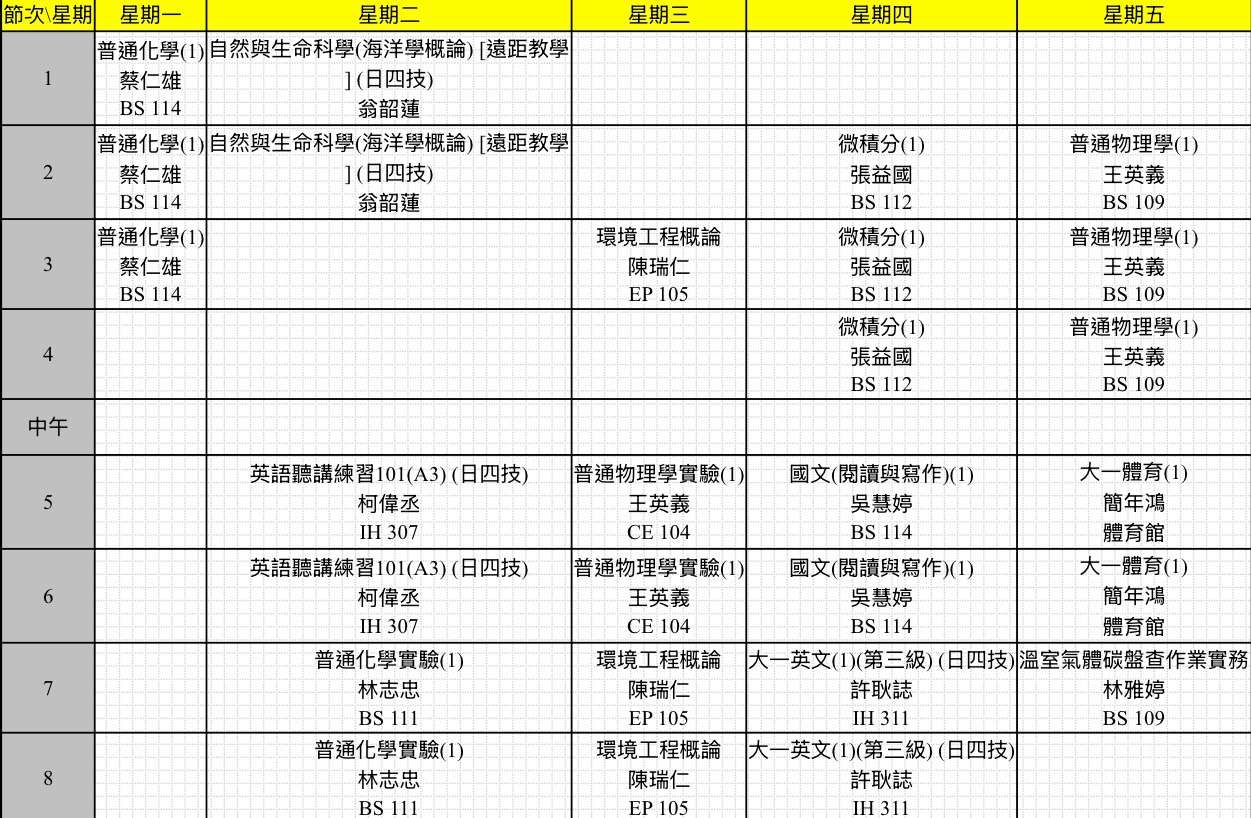 節次\星期 星期一 星期二 星期三 星期四 星期五
1
普通化學(1)
蔡仁雄
BS 114
自然與生命科學(海洋學概論) [遠距教學
] (日四技)
翁韶蓮
2
普通化學(1)
蔡仁雄
BS 114
自然與生命科學(海洋學概論) [遠距教學
] (日四技)
翁韶蓮
微積分(1)
張益國
BS 112
普通物理學(1)
王英義
BS 109
3
普通化學(1)
蔡仁雄
BS 114
環境工程概論
陳瑞仁
EP 105
微積分(1)
張益國
BS 112
普通物理學(1)
王英義
BS 109
4
微積分(1)
張益國
BS 112
普通物理學(1)
王英義
BS 109
中午
5
英語聽講練習101(A3) (日四技)
柯偉丞
IH 307
普通物理學實驗(1)
王英義
CE 104
國文(閱讀與寫作)(1)
吳慧婷
BS 114
大一體育(1)
簡年鴻
體育館
6
英語聽講練習101(A3) (日四技)
柯偉丞
IH 307
普通物理學實驗(1)
王英義
CE 104
國文(閱讀與寫作)(1)
吳慧婷
BS 114
大一體育(1)
簡年鴻
體育館
7
普通化學實驗(1)
林志忠
BS 111
環境工程概論
陳瑞仁
EP 105
大一英文(1)(第三級) (日四技)
許耿誌
IH 311
溫室氣體碳盤查作業實務
林雅婷
BS 109
8
普通化學實驗(1)
林志忠
BS 111
環境工程概論
陳瑞仁
EP 105
大一英文(1)(第三級) (日四技)
許耿誌
IH 311